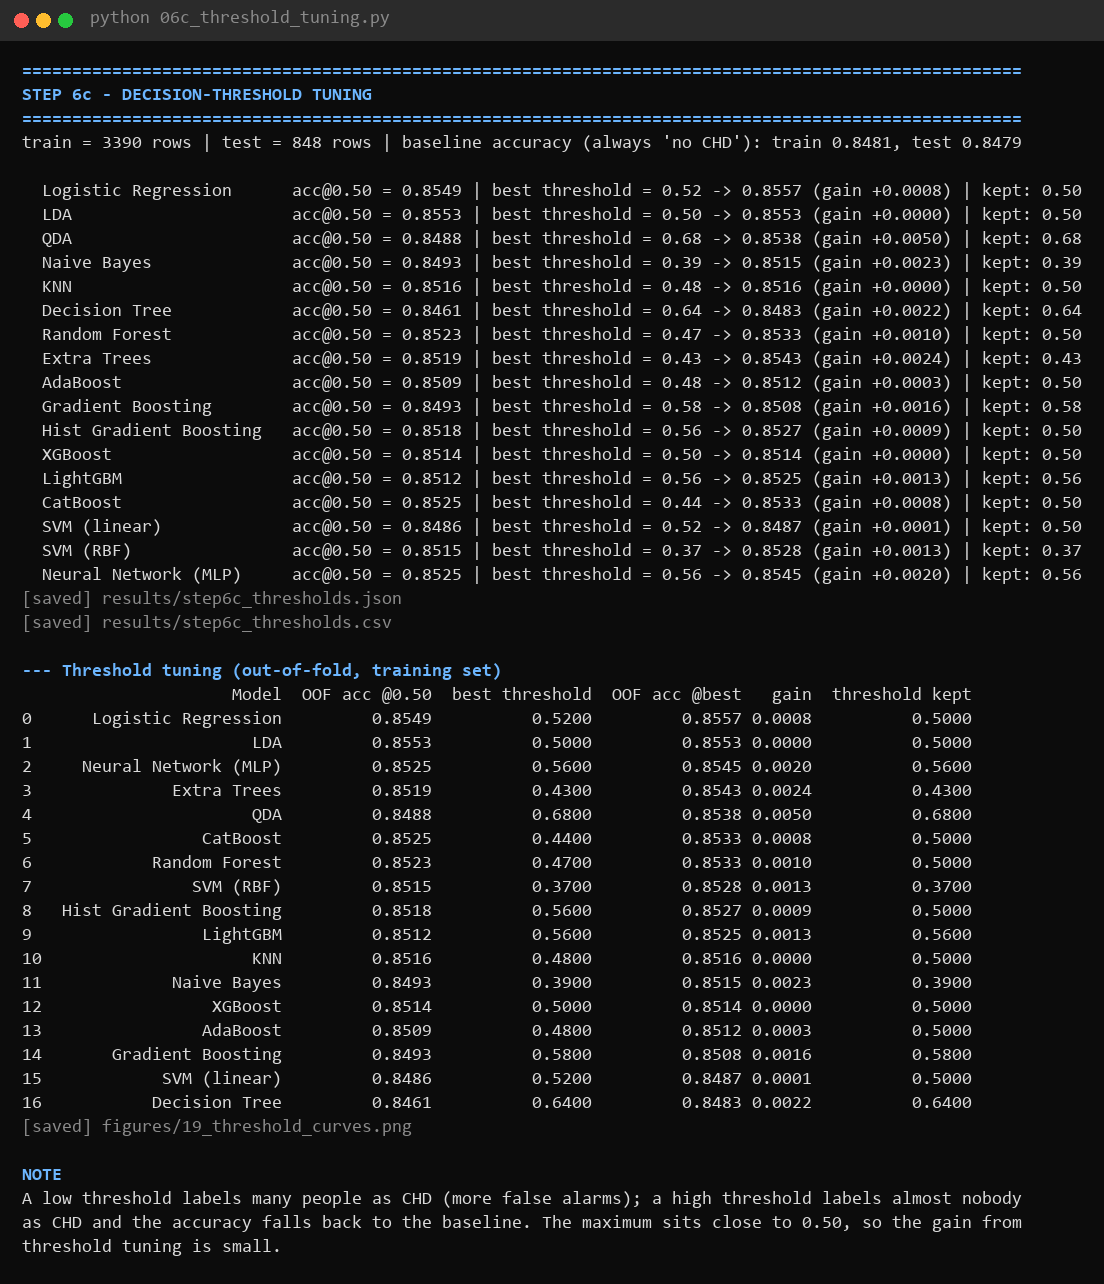 python 06c_threshold_tuning.py
====================================================================================================
STEP 6c - DECISION-THRESHOLD TUNING
====================================================================================================
train = 3390 rows | test = 848 rows | baseline accuracy (always 'no CHD'): train 0.8481, test 0.8479
Logistic Regression      acc@0.50 = 0.8549 | best threshold = 0.52 -> 0.8557 (gain +0.0008) | kept: 0.50
LDA                      acc@0.50 = 0.8553 | best threshold = 0.50 -> 0.8553 (gain +0.0000) | kept: 0.50
QDA                      acc@0.50 = 0.8488 | best threshold = 0.68 -> 0.8538 (gain +0.0050) | kept: 0.68
Naive Bayes              acc@0.50 = 0.8493 | best threshold = 0.39 -> 0.8515 (gain +0.0023) | kept: 0.39
KNN                      acc@0.50 = 0.8516 | best threshold = 0.48 -> 0.8516 (gain +0.0000) | kept: 0.50
Decision Tree            acc@0.50 = 0.8461 | best threshold = 0.64 -> 0.8483 (gain +0.0022) | kept: 0.64
Random Forest            acc@0.50 = 0.8523 | best threshold = 0.47 -> 0.8533 (gain +0.0010) | kept: 0.50
Extra Trees              acc@0.50 = 0.8519 | best threshold = 0.43 -> 0.8543 (gain +0.0024) | kept: 0.43
AdaBoost                 acc@0.50 = 0.8509 | best threshold = 0.48 -> 0.8512 (gain +0.0003) | kept: 0.50
Gradient Boosting        acc@0.50 = 0.8493 | best threshold = 0.58 -> 0.8508 (gain +0.0016) | kept: 0.58
Hist Gradient Boosting   acc@0.50 = 0.8518 | best threshold = 0.56 -> 0.8527 (gain +0.0009) | kept: 0.50
XGBoost                  acc@0.50 = 0.8514 | best threshold = 0.50 -> 0.8514 (gain +0.0000) | kept: 0.50
LightGBM                 acc@0.50 = 0.8512 | best threshold = 0.56 -> 0.8525 (gain +0.0013) | kept: 0.56
CatBoost                 acc@0.50 = 0.8525 | best threshold = 0.44 -> 0.8533 (gain +0.0008) | kept: 0.50
SVM (linear)             acc@0.50 = 0.8486 | best threshold = 0.52 -> 0.8487 (gain +0.0001) | kept: 0.50
SVM (RBF)                acc@0.50 = 0.8515 | best threshold = 0.37 -> 0.8528 (gain +0.0013) | kept: 0.37
Neural Network (MLP)     acc@0.50 = 0.8525 | best threshold = 0.56 -> 0.8545 (gain +0.0020) | kept: 0.56
[saved] results/step6c_thresholds.json
[saved] results/step6c_thresholds.csv
--- Threshold tuning (out-of-fold, training set)
Model  OOF acc @0.50  best threshold  OOF acc @best   gain  threshold kept
0      Logistic Regression         0.8549          0.5200         0.8557 0.0008          0.5000
1                      LDA         0.8553          0.5000         0.8553 0.0000          0.5000
2     Neural Network (MLP)         0.8525          0.5600         0.8545 0.0020          0.5600
3              Extra Trees         0.8519          0.4300         0.8543 0.0024          0.4300
4                      QDA         0.8488          0.6800         0.8538 0.0050          0.6800
5                 CatBoost         0.8525          0.4400         0.8533 0.0008          0.5000
6            Random Forest         0.8523          0.4700         0.8533 0.0010          0.5000
7                SVM (RBF)         0.8515          0.3700         0.8528 0.0013          0.3700
8   Hist Gradient Boosting         0.8518          0.5600         0.8527 0.0009          0.5000
9                 LightGBM         0.8512          0.5600         0.8525 0.0013          0.5600
10                     KNN         0.8516          0.4800         0.8516 0.0000          0.5000
11             Naive Bayes         0.8493          0.3900         0.8515 0.0023          0.3900
12                 XGBoost         0.8514          0.5000         0.8514 0.0000          0.5000
13                AdaBoost         0.8509          0.4800         0.8512 0.0003          0.5000
14       Gradient Boosting         0.8493          0.5800         0.8508 0.0016          0.5800
15            SVM (linear)         0.8486          0.5200         0.8487 0.0001          0.5000
16           Decision Tree         0.8461          0.6400         0.8483 0.0022          0.6400
[saved] figures/19_threshold_curves.png
NOTE
A low threshold labels many people as CHD (more false alarms); a high threshold labels almost nobody
as CHD and the accuracy falls back to the baseline. The maximum sits close to 0.50, so the gain from
threshold tuning is small.